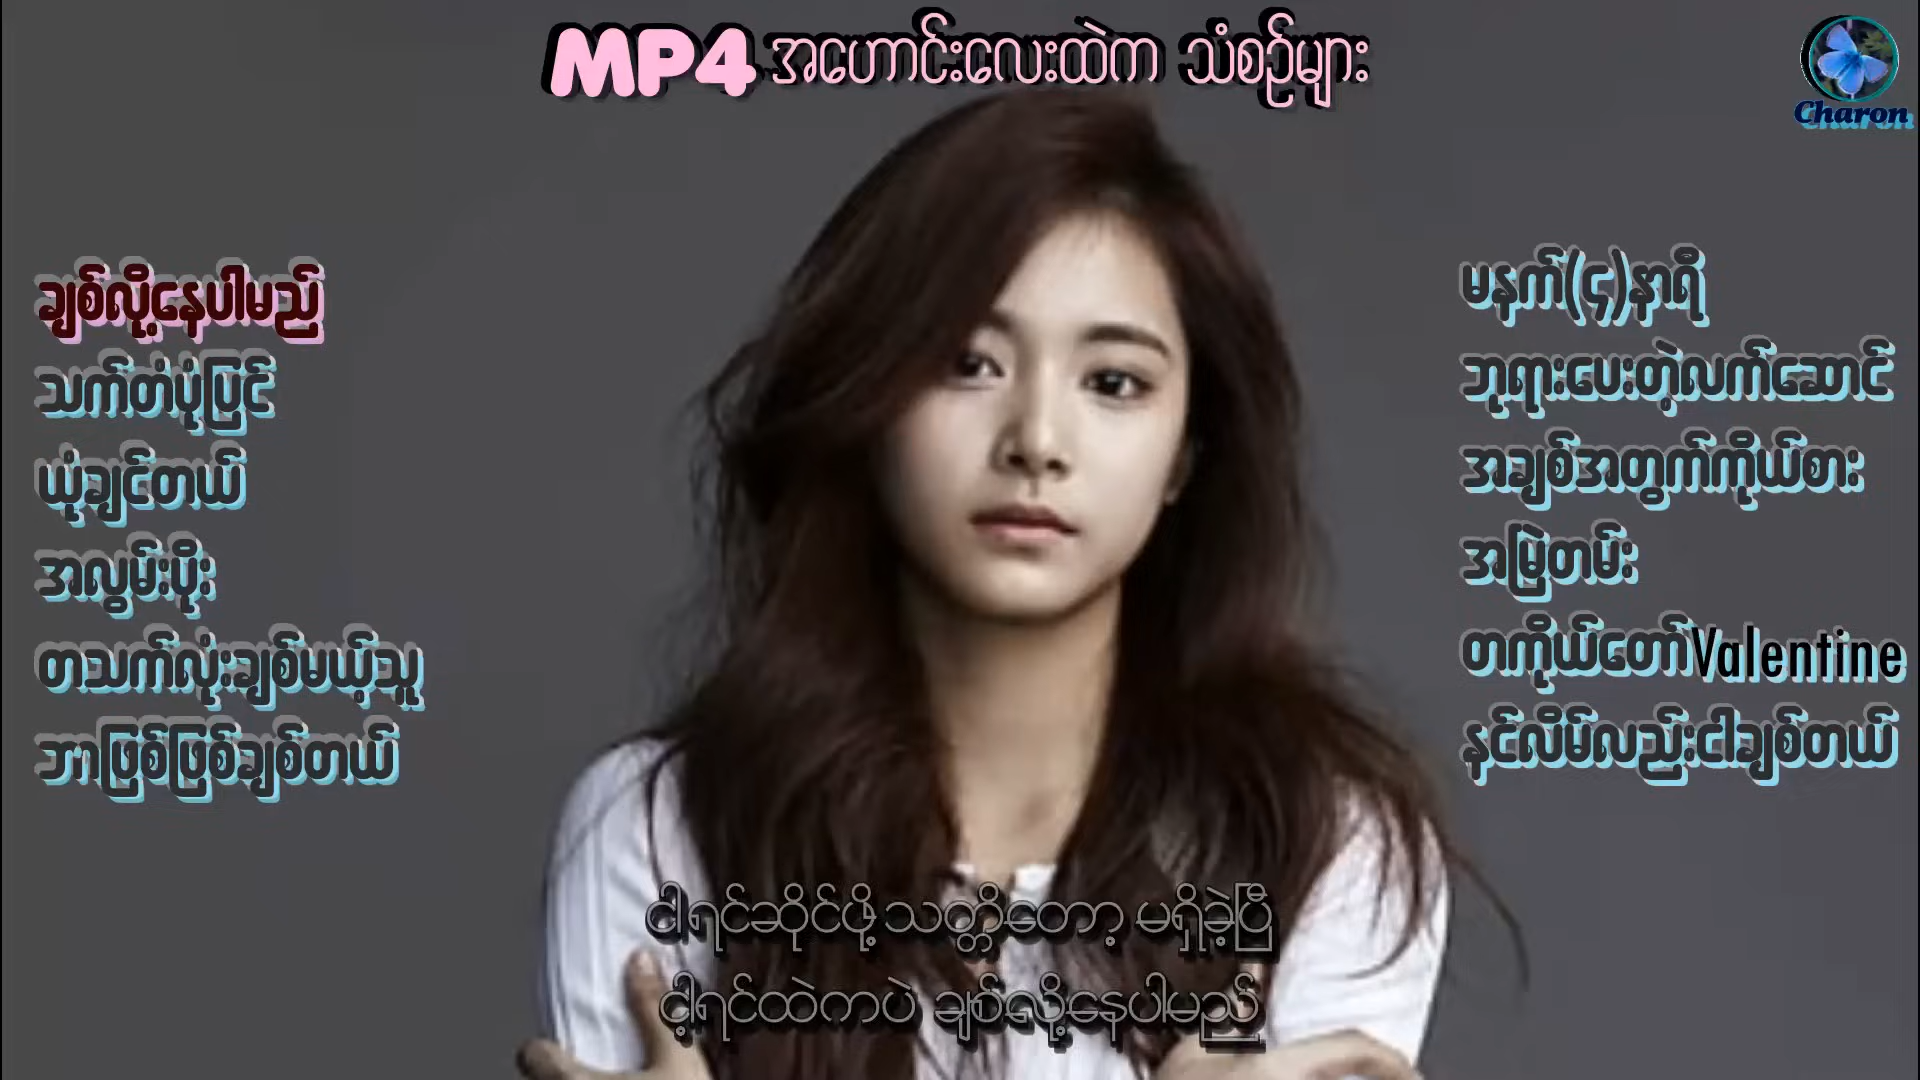 MP4 အဟောင်းလေးထဲက သံစဉ်များ
Charon
ချစ်လို့နေပါမည်
သက်တံပုံပြင်
ယုံချင်တယ်
အလွမ်းပိုး
တသက်လုံးချစ်မယ့်သူ
ဘာဖြစ်ဖြစ်ချစ်တယ်
မနက်(၄)နာရီ
ဘုရားပေးတဲ့လက်ဆောင်
အချစ်အတွက်ကိုယ်စား
အမြဲတမ်း
တကိုယ်တော်Valentine
နင်လိမ်လည်းငါချစ်တယ်
ငါ့ရင်ဆိုင်ဖို့ သတ္တိတော့ မရှိခဲ့ပြီ
ငါ့ရင်ထဲကပဲ ချစ်လို့နေပါမည်